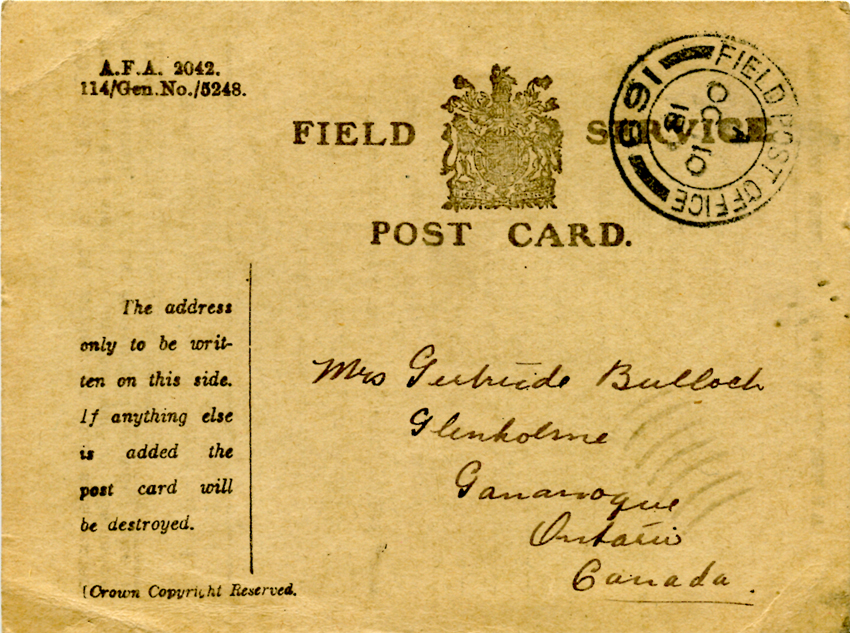 A.F.A. 2042.
114/Gen.No./5248.
FIELD SERVICE
POST CARD.
FIELD POST OFFICE
The address
only to be writ-
ten on this side.
If anything else
is added the
post card will
be destroyed.
[Crown Copyright Reserved.
Mrs Gertrude Bulloch
Glenholme
Gananoque
Ontario
Canada.